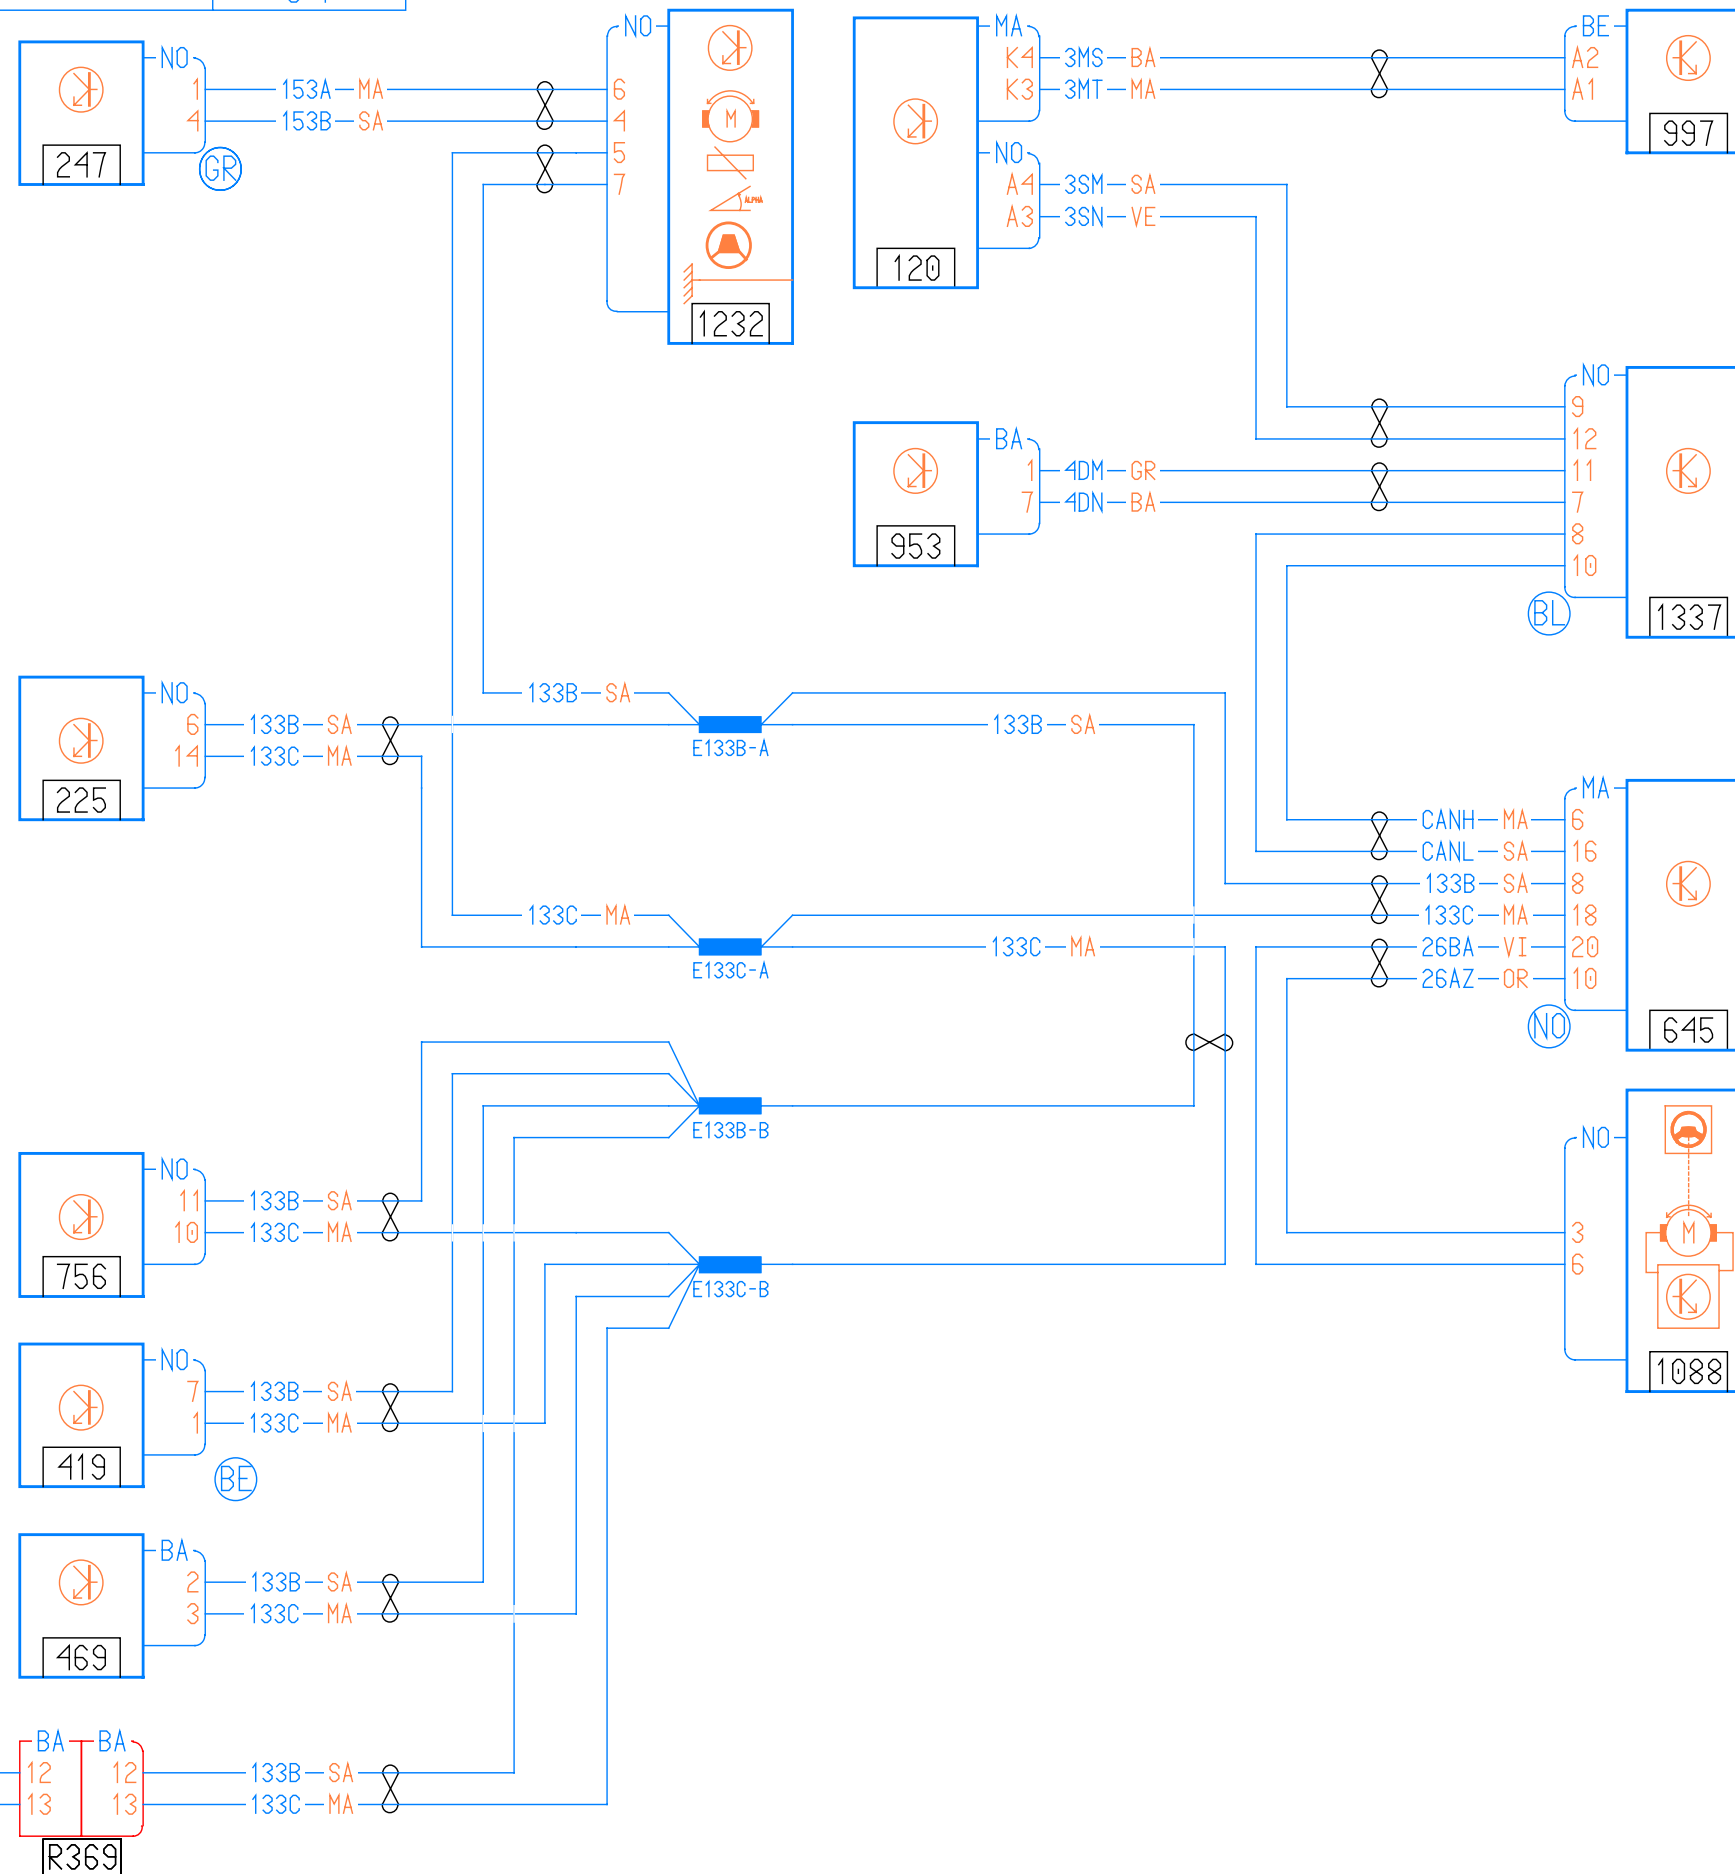 NO
1 153A MA
4 153B SA
247
GR
NO
6
4
5
7
M
ALPHA
1232
MA
K4 3MS BA
K3 3MT MA
NO
A4 3SM SA
A3 3SN VE
120
BE
A2
A1
997
BA
1 4DM GR
7 4DN BA
953
NO
9
12
11
7
8
10
BL
1337
NO
6 133B SA
14 133C MA
225
133B SA
E133B-A
133B SA
133C MA
E133C-A
133C MA
MA
CANH MA 6
CANL SA 16
133B SA 8
133C MA 18
26BA VI 20
26AZ OR 10
NO
645
E133B-B
E133C-B
NO
3
6
M
1088
NO
11 133B SA
10 133C MA
756
NO
7 133B SA
1 133C MA
419
BE
BA
2 133B SA
3 133C MA
469
BA BA
12 12 133B SA
13 13 133C MA
R369